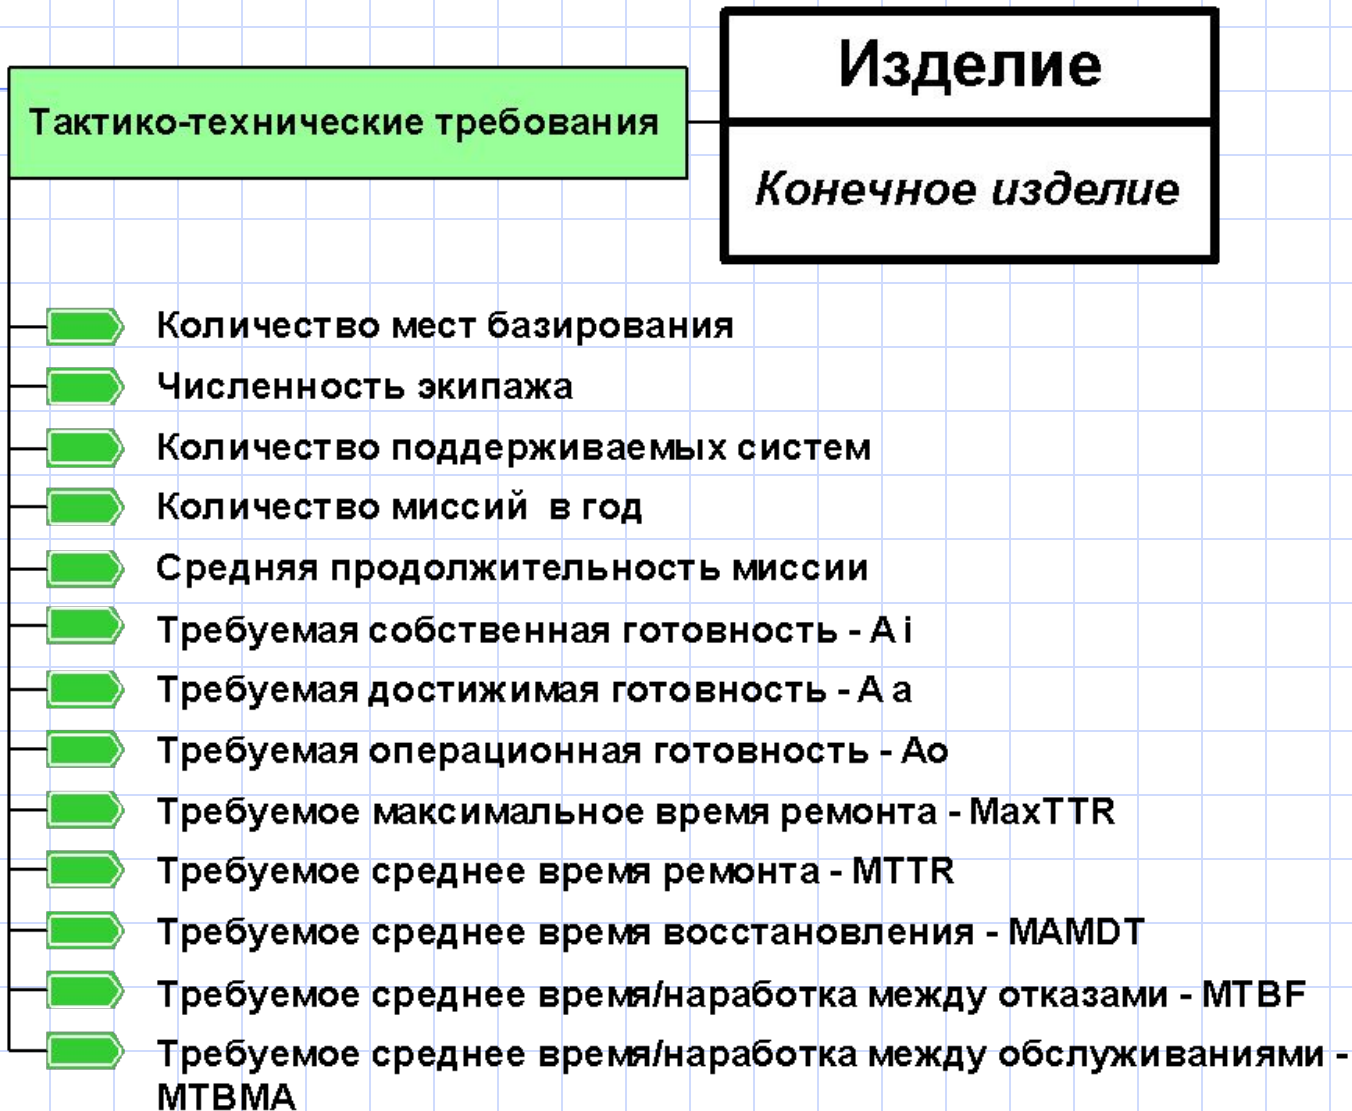 Изделие
Тактико-технические требования
Конечное изделие
Количество мест базирования
Численность экипажа
Количество поддерживаемых систем
Количество миссий в год
Средняя продолжительность миссии
Требуемая собственная готовность - A i
Требуемая достижимая готовность - A a
Требуемая операционная готовность - Ao
Требуемое максимальное время ремонта - MaxTTR
Требуемое среднее время ремонта - MTTR
Требуемое среднее время восстановления - MAMDT
Требуемое среднее время/наработка между отказами - MTBF
Требуемое среднее время/наработка между обслуживаниями -
MTBMA